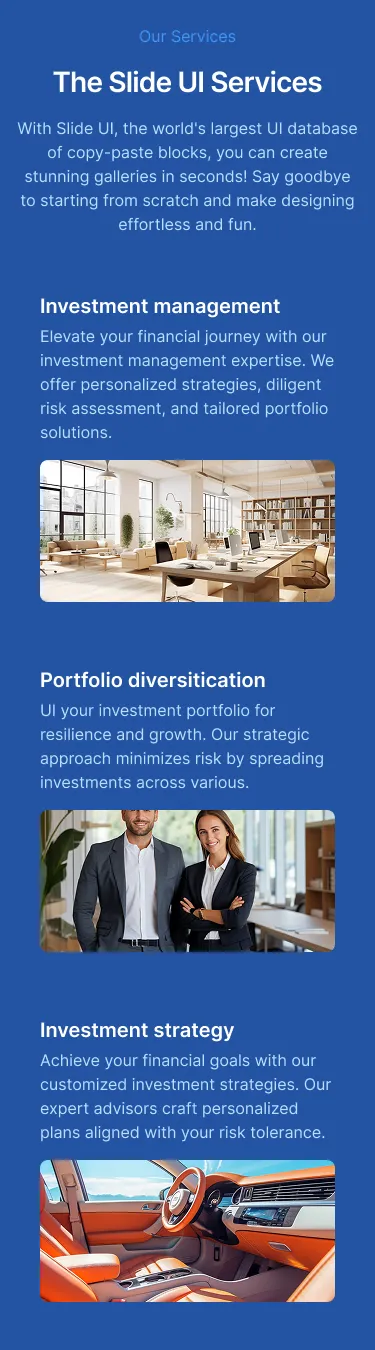 Our Services
The Slide UI Services
With Slide UI, the world's largest UI database
of copy-paste blocks, you can create
stunning galleries in seconds! Say goodbye
to starting from scratch and make designing
effortless and fun.
Investment management
Elevate your financial journey with our
investment management expertise. We
offer personalized strategies, diligent
risk assessment, and tailored portfolio
solutions.
Portfolio diversitication
UI your investment portfolio for
resilience and growth. Our strategic
approach minimizes risk by spreading
investments across various.
Investment strategy
Achieve your financial goals with our
customized investment strategies. Our
expert advisors craft personalized
plans aligned with your risk tolerance.